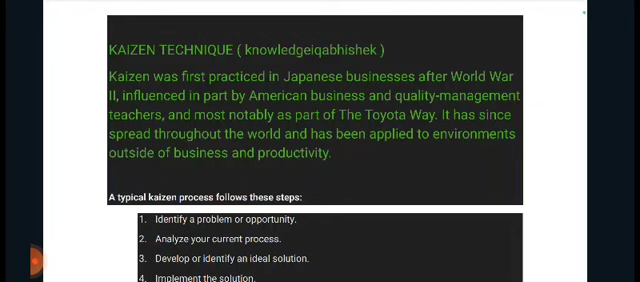 KAIZEN TECHNIQUE ( knowledgeiqabhishek )
Kaizen was first practiced in Japanese businesses after World War
II, influenced in part by American business and quality-management
teachers, and most notably as part of The Toyota Way. It has since
spread throughout the world and has been applied to environments
outside of business and productivity.
A typical kaizen process follows these steps:
1. Identify a problem or opportunity.
2. Analyze your current process.
3. Develop or identify an ideal solution.
4. Implement the solution.